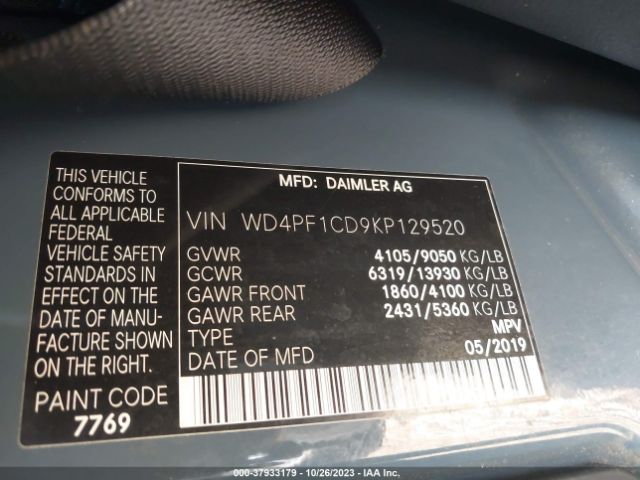 THIS VEHICLE
CONFORMS TO
ALL APPLICABLE
FEDERAL
VEHICLE SAFETY
STANDARDS IN
EFFECT ON THE
DATE OF MANU-
FACTURE SHOWN
ON THE RIGHT.
PAINT CODE
7769
MFD: DAIMLER AG
VIN WD4PF1CD9KP129520
GVWR 4105/9050 KG/LB
GCWR 6319/13930 KG/LB
GAWR FRONT 1860/4100 KG/LB
GAWR REAR 2431/5360 KG/LB
TYPE MPV
DATE OF MFD 05/2019
000-37933179 - 10/26/2023 - IAA Inc.